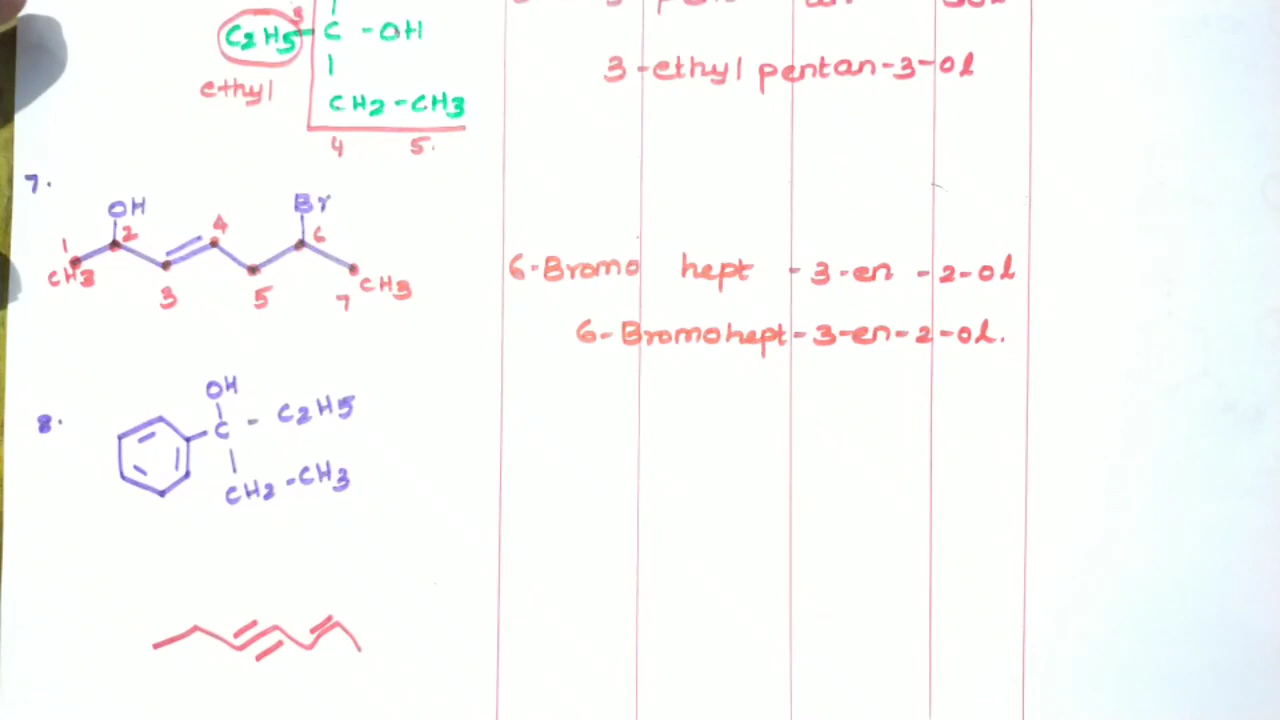 3
C2H5 - C - OH
ethyl
CH2 - CH3
4 5.
3-ethyl pentan-3-ol
7.
OH Br
1 2 4 6
CH3 CH3
3 5 7
6-Bromo hept -3-en -2-ol
6-Bromohept-3-en-2-ol.
8.
OH
C - C2H5
CH2 - CH3